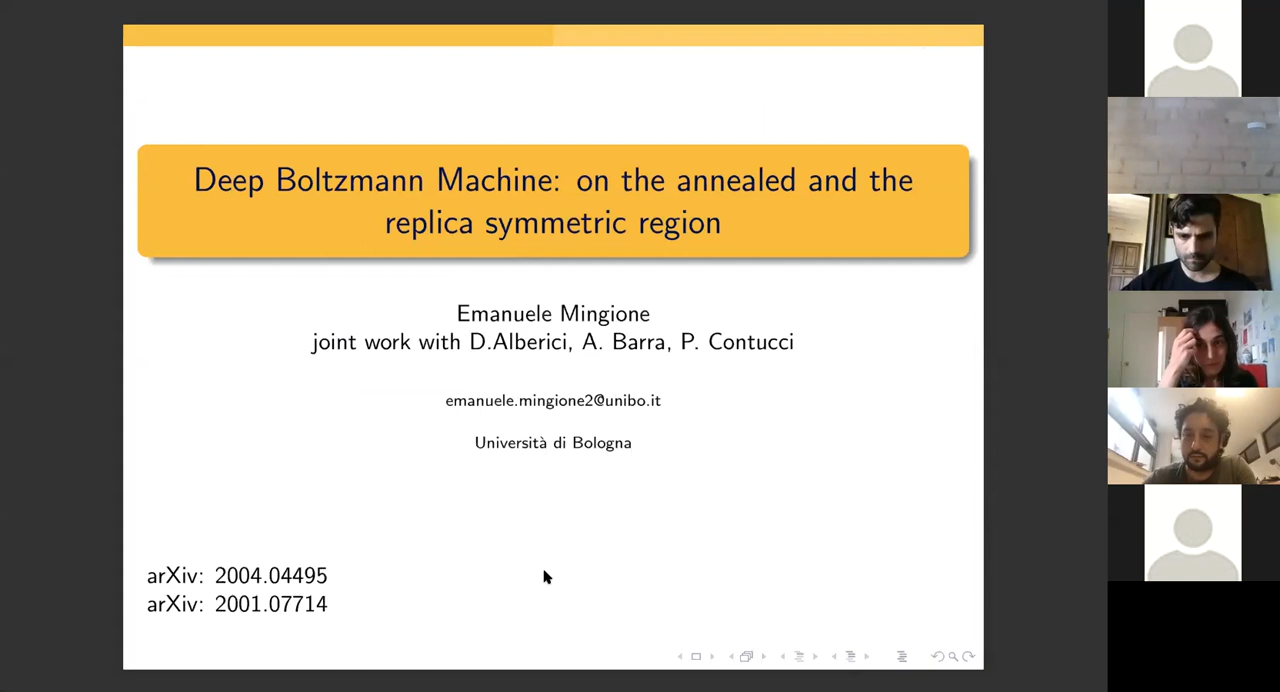 Deep Boltzmann Machine: on the annealed and the
replica symmetric region
Emanuele Mingione
joint work with D.Alberici, A. Barra, P. Contucci
emanuele.mingione2@unibo.it
Università di Bologna
arXiv: 2004.04495
arXiv: 2001.07714